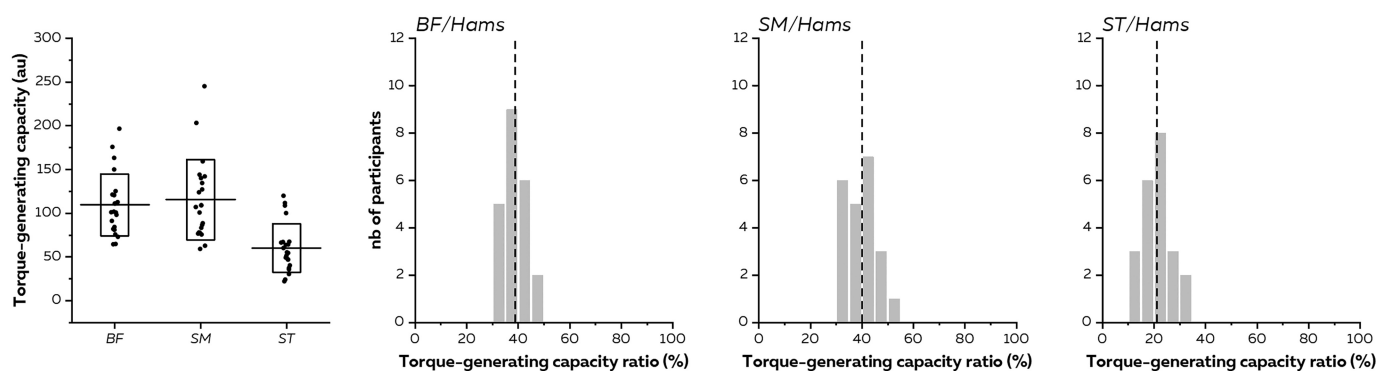 Torque-generating capacity (au)
300
250
200
150
100
50
0
BF SM ST
BF/Hams
nb of participants
12
10
8
6
4
2
0
0 20 40 60 80 100
Torque-generating capacity ratio (%)
SM/Hams
12
10
8
6
4
2
0
0 20 40 60 80 100
Torque-generating capacity ratio (%)
ST/Hams
12
10
8
6
4
2
0
0 20 40 60 80 100
Torque-generating capacity ratio (%)